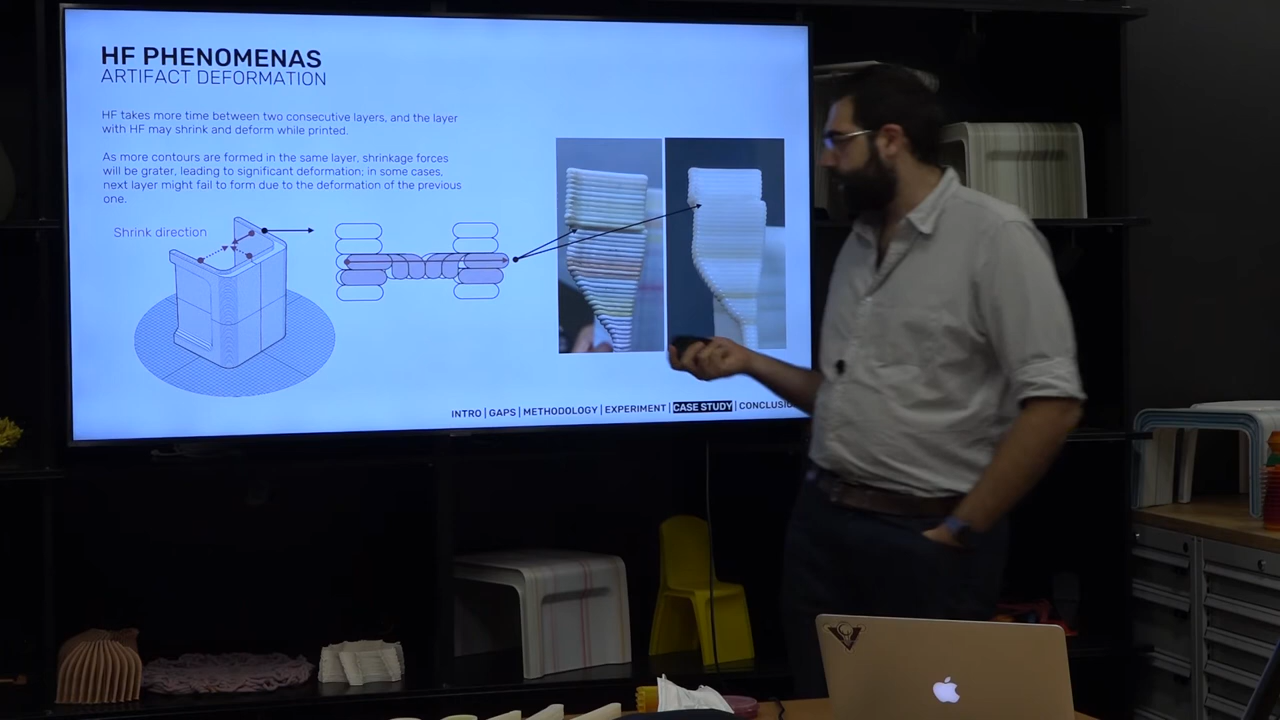 HF PHENOMENAS
ARTIFACT DEFORMATION
HF takes more time between two consecutive layers, and the layer
with HF may shrink and deform while printed.
As more contours are formed in the same layer, shrinkage forces
will be grater, leading to significant deformation; in some cases,
next layer might fail to form due to the deformation of the previous
one.
Shrink direction
INTRO | GAPS | METHODOLOGY | EXPERIMENT | CASE STUDY | CONCLUSIO